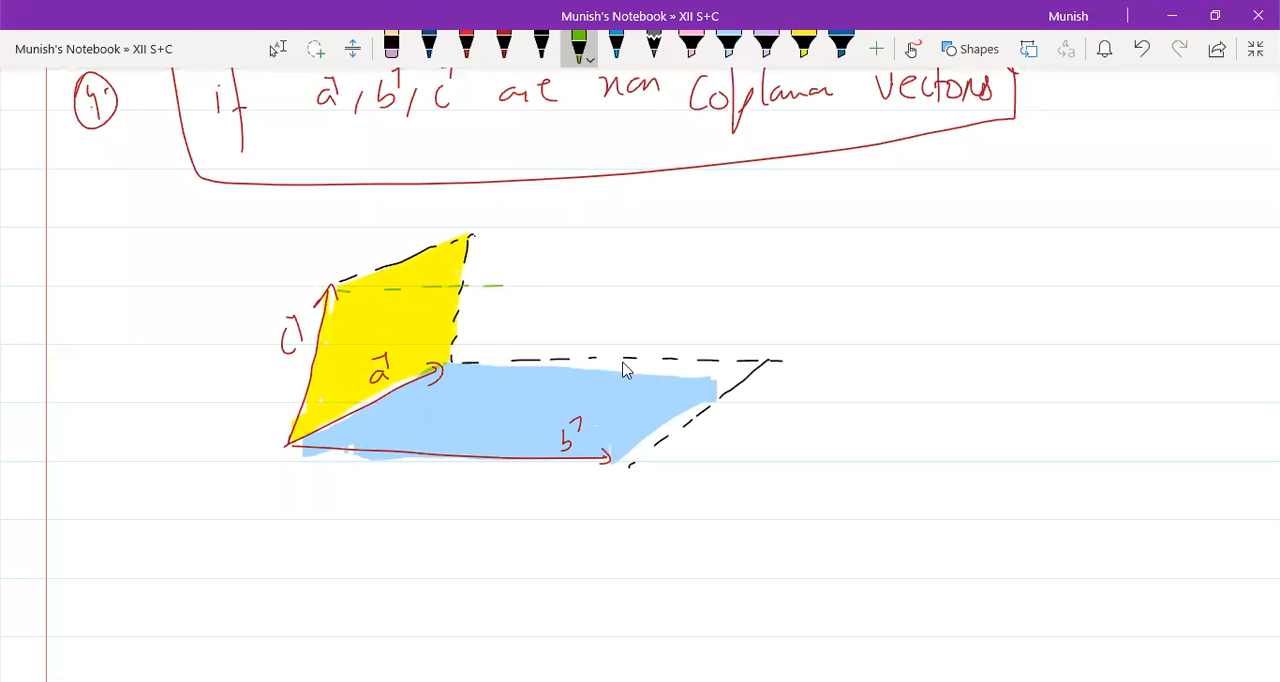 Munish's Notebook » XII S+C
Munish
Munish's Notebook » XII S+C
Shapes
4.
if a⃗, b⃗, c⃗ are non coplanar vectors
c⃗
a⃗
b⃗